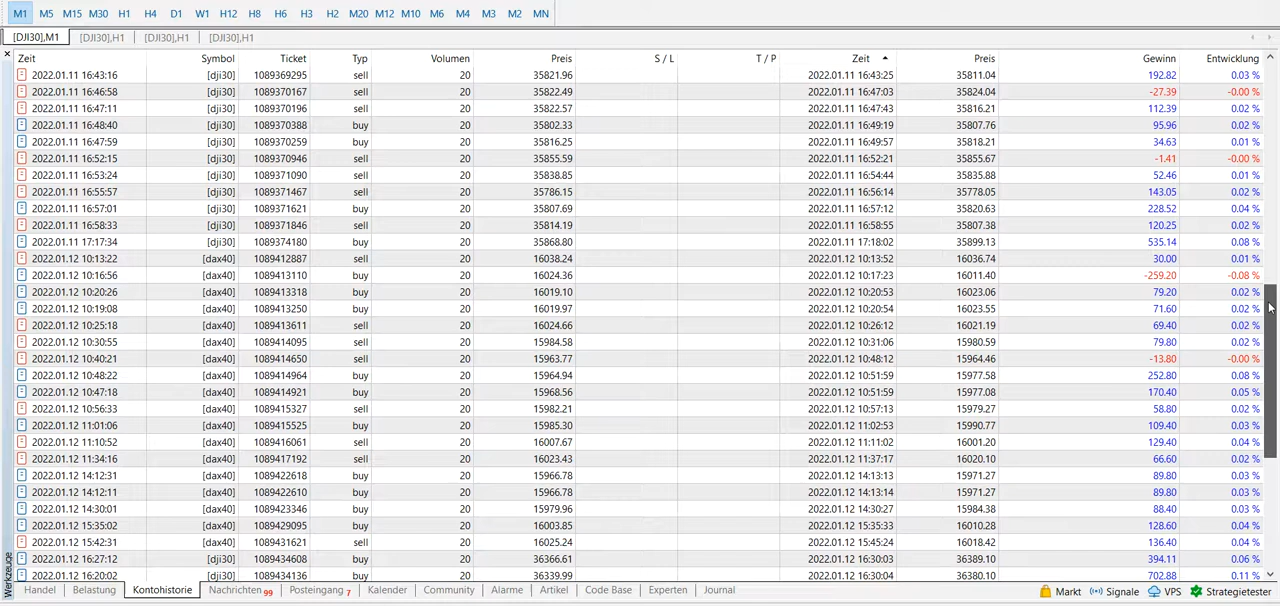 M1 M5 M15 M30 H1 H4 D1 W1 H12 H8 H6 H3 H2 M20 M12 M10 M6 M4 M3 M2 MN
[DJI30],M1 [DJI30],H1 [DJI30],H1 [DJI30],H1
Zeit Symbol Ticket Typ Volumen Preis S / L T / P Zeit Preis Gewinn Entwicklung
2022.01.11 16:43:16 [dji30] 1089369295 sell 20 35821.96 2022.01.11 16:43:25 35811.04 192.82 0.03 %
2022.01.11 16:46:58 [dji30] 1089370167 sell 20 35822.49 2022.01.11 16:47:03 35824.04 -27.39 -0.00 %
2022.01.11 16:47:11 [dji30] 1089370196 sell 20 35822.57 2022.01.11 16:47:43 35816.21 112.39 0.02 %
2022.01.11 16:48:40 [dji30] 1089370388 buy 20 35802.33 2022.01.11 16:49:19 35807.76 95.96 0.02 %
2022.01.11 16:47:59 [dji30] 1089370259 buy 20 35816.25 2022.01.11 16:49:57 35818.21 34.63 0.01 %
2022.01.11 16:52:15 [dji30] 1089370946 sell 20 35855.59 2022.01.11 16:52:21 35855.67 -1.41 -0.00 %
2022.01.11 16:53:24 [dji30] 1089371090 sell 20 35838.85 2022.01.11 16:54:44 35835.88 52.46 0.01 %
2022.01.11 16:55:57 [dji30] 1089371467 sell 20 35786.15 2022.01.11 16:56:14 35778.05 143.05 0.02 %
2022.01.11 16:57:01 [dji30] 1089371621 buy 20 35807.69 2022.01.11 16:57:12 35820.63 228.52 0.04 %
2022.01.11 16:58:33 [dji30] 1089371846 sell 20 35814.19 2022.01.11 16:58:55 35807.38 120.25 0.02 %
2022.01.11 17:17:34 [dji30] 1089374180 buy 20 35868.80 2022.01.11 17:18:02 35899.13 535.14 0.08 %
2022.01.12 10:13:22 [dax40] 1089412887 sell 20 16038.24 2022.01.12 10:13:52 16036.74 30.00 0.01 %
2022.01.12 10:16:56 [dax40] 1089413110 buy 20 16024.36 2022.01.12 10:17:23 16011.40 -259.20 -0.08 %
2022.01.12 10:20:26 [dax40] 1089413318 buy 20 16019.10 2022.01.12 10:20:53 16023.06 79.20 0.02 %
2022.01.12 10:19:08 [dax40] 1089413250 buy 20 16019.97 2022.01.12 10:20:54 16023.55 71.60 0.02 %
2022.01.12 10:25:18 [dax40] 1089413611 sell 20 16024.66 2022.01.12 10:26:12 16021.19 69.40 0.02 %
2022.01.12 10:30:55 [dax40] 1089414095 sell 20 15984.58 2022.01.12 10:31:06 15980.59 79.80 0.02 %
2022.01.12 10:40:21 [dax40] 1089414650 sell 20 15963.77 2022.01.12 10:48:12 15964.46 -13.80 -0.00 %
2022.01.12 10:48:22 [dax40] 1089414964 buy 20 15964.94 2022.01.12 10:51:59 15977.58 252.80 0.08 %
2022.01.12 10:47:18 [dax40] 1089414921 buy 20 15968.56 2022.01.12 10:51:59 15977.08 170.40 0.05 %
2022.01.12 10:56:33 [dax40] 1089415327 sell 20 15982.21 2022.01.12 10:57:13 15979.27 58.80 0.02 %
2022.01.12 11:01:06 [dax40] 1089415525 buy 20 15985.30 2022.01.12 11:02:53 15990.77 109.40 0.03 %
2022.01.12 11:10:52 [dax40] 1089416061 sell 20 16007.67 2022.01.12 11:11:02 16001.20 129.40 0.04 %
2022.01.12 11:34:16 [dax40] 1089417192 sell 20 16023.43 2022.01.12 11:37:17 16020.10 66.60 0.02 %
2022.01.12 14:12:31 [dax40] 1089422618 buy 20 15966.78 2022.01.12 14:13:13 15971.27 89.80 0.03 %
2022.01.12 14:12:11 [dax40] 1089422610 buy 20 15966.78 2022.01.12 14:13:14 15971.27 89.80 0.03 %
2022.01.12 14:30:01 [dax40] 1089423346 buy 20 15979.96 2022.01.12 14:30:27 15984.38 88.40 0.03 %
2022.01.12 15:35:02 [dax40] 1089429095 buy 20 16003.85 2022.01.12 15:35:33 16010.28 128.60 0.04 %
2022.01.12 15:42:31 [dax40] 1089431621 sell 20 16025.24 2022.01.12 15:45:24 16018.42 136.40 0.04 %
2022.01.12 16:27:12 [dji30] 1089434608 buy 20 36366.61 2022.01.12 16:30:03 36389.10 394.11 0.06 %
2022.01.12 16:20:02 [dji30] 1089434136 buy 20 36339.99 2022.01.12 16:30:04 36380.10 702.88 0.11 %
Werkzeuge
Handel Belastung Kontohistorie Nachrichten 99 Posteingang 7 Kalender Community Alarme Artikel Code Base Experten Journal Markt Signale VPS Strategietester